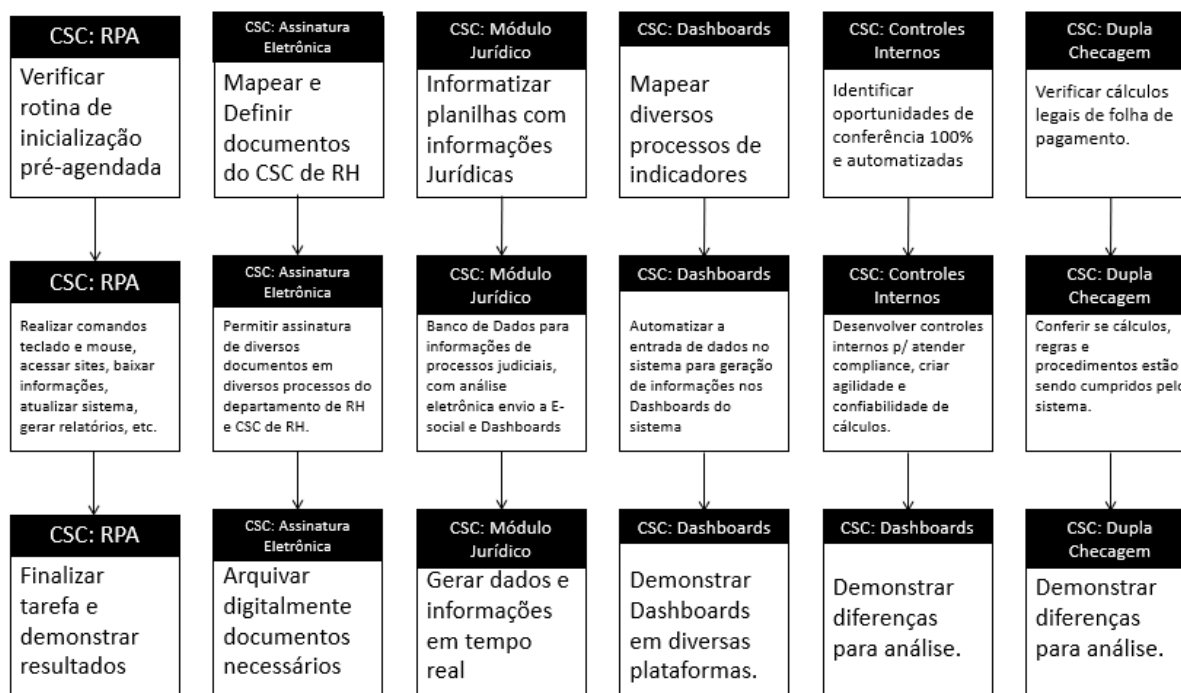 CSC: RPA
Verificar
rotina de
inicialização
pré-agendada
CSC: Assinatura
Eletrônica
Mapear e
Definir
documentos
do CSC de RH
CSC: Módulo
Jurídico
Informatizar
planilhas com
informações
Jurídicas
CSC: Dashboards
Mapear
diversos
processos de
indicadores
CSC: Controles
Internos
Identificar
oportunidades de
conferência 100%
e automatizadas
CSC: Dupla
Checagem
Verificar cálculos
legais de folha de
pagamento.
CSC: RPA
Realizar comandos
teclado e mouse,
acessar sites, baixar
informações,
atualizar sistema,
gerar relatórios, etc.
CSC: Assinatura
Eletrônica
Permitir assinatura
de diversos
documentos em
diversos processos do
departamento de RH
e CSC de RH.
CSC: Módulo
Jurídico
Banco de Dados para
informações de
processos judiciais,
com análise
eletrônica envio a E-
social e Dashboards
CSC: Dashboards
Automatizar a
entrada de dados no
sistema para geração
de informações nos
Dashboards do
sistema
CSC: Controles
Internos
Desenvolver controles
internos p/ atender
compliance, criar
agilidade e
confiabilidade de
cálculos.
CSC: Dupla
Checagem
Conferir se cálculos,
regras e
procedimentos estão
sendo cumpridos pelo
sistema.
CSC: RPA
Finalizar
tarefa e
demonstrar
resultados
CSC: Assinatura
Eletrônica
Arquivar
digitalmente
documentos
necessários
CSC: Módulo
Jurídico
Gerar dados e
informações
em tempo
real
CSC: Dashboards
Demonstrar
Dashboards
em diversas
plataformas.
CSC: Dashboards
Demonstrar
diferenças
para análise.
CSC: Dupla
Checagem
Demonstrar
diferenças
para análise.